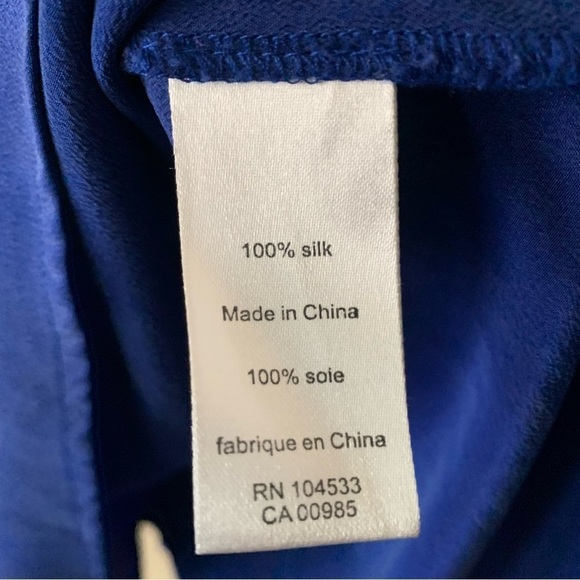 100% silk
Made in China
100% soie
fabrique en China
RN 104533
CA 00985